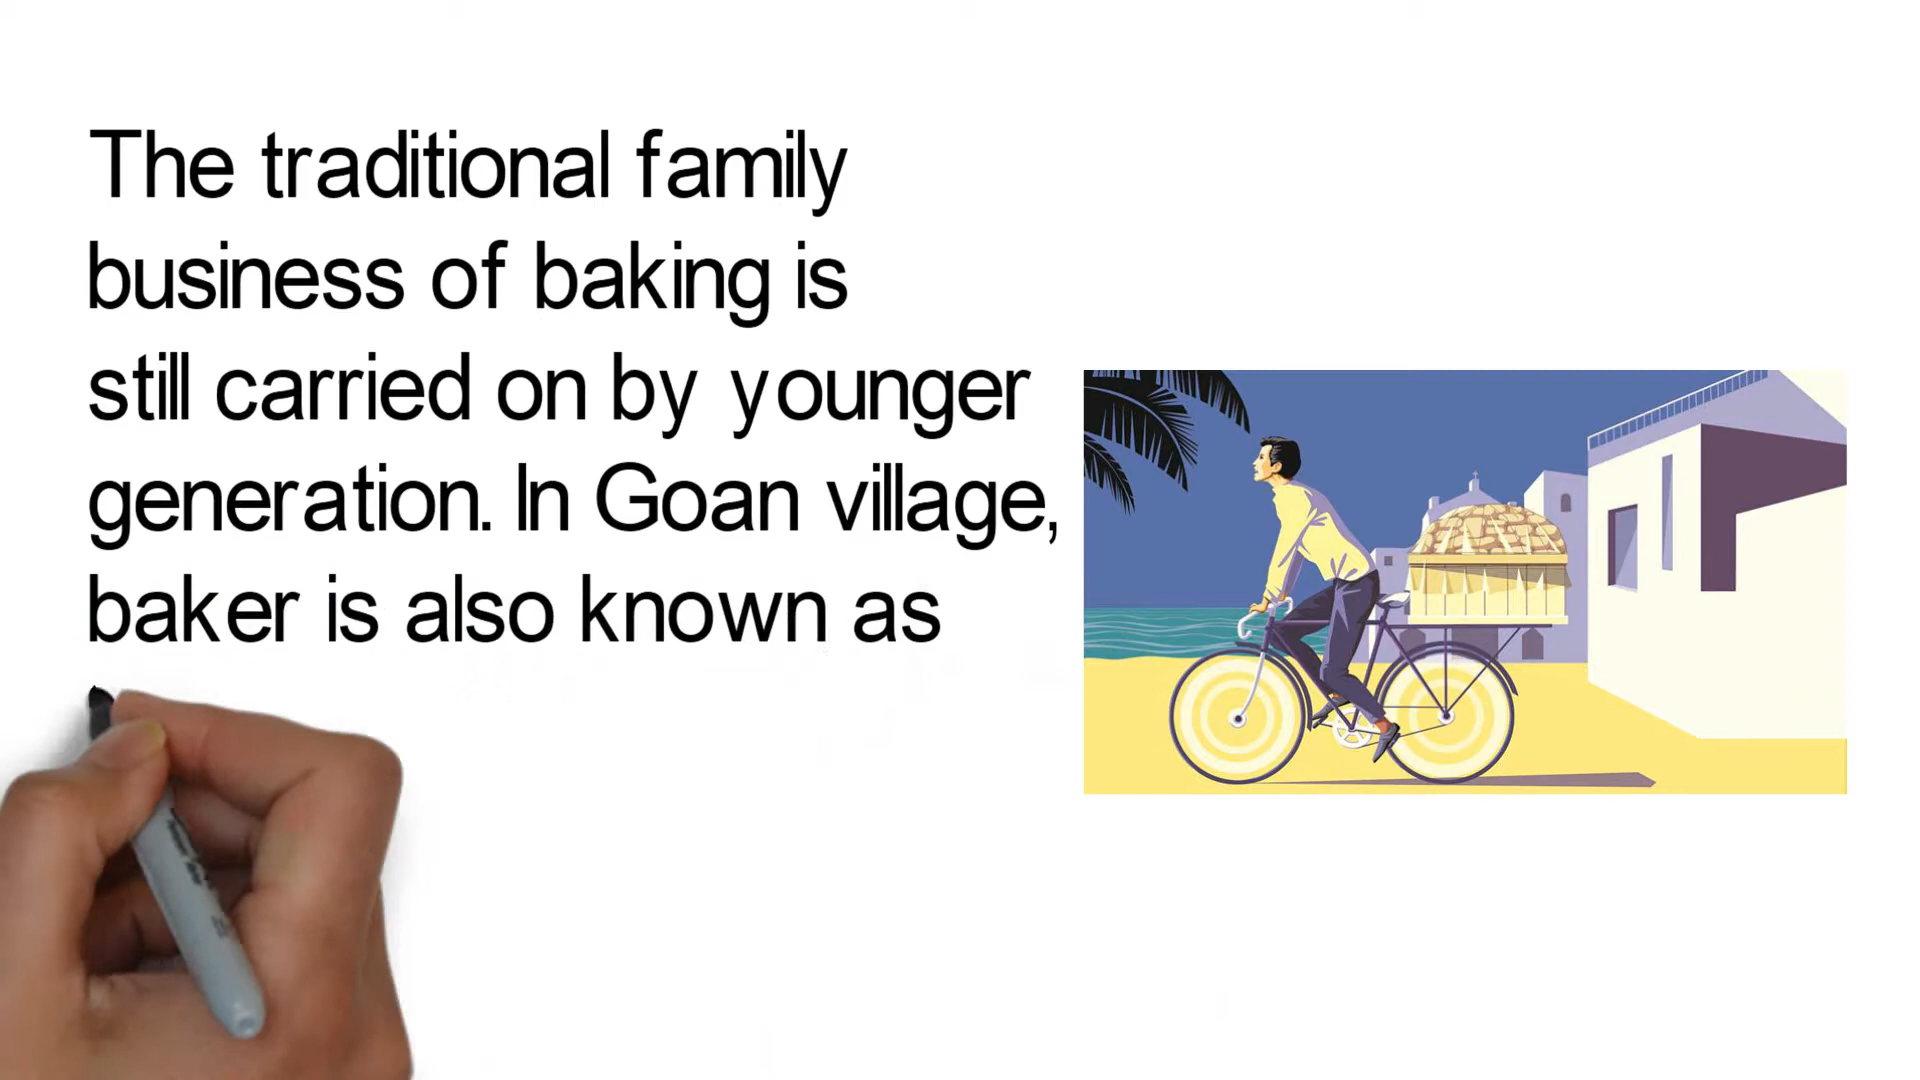 The traditional family
business of baking is
still carried on by younger
generation. In Goan village,
baker is also known as